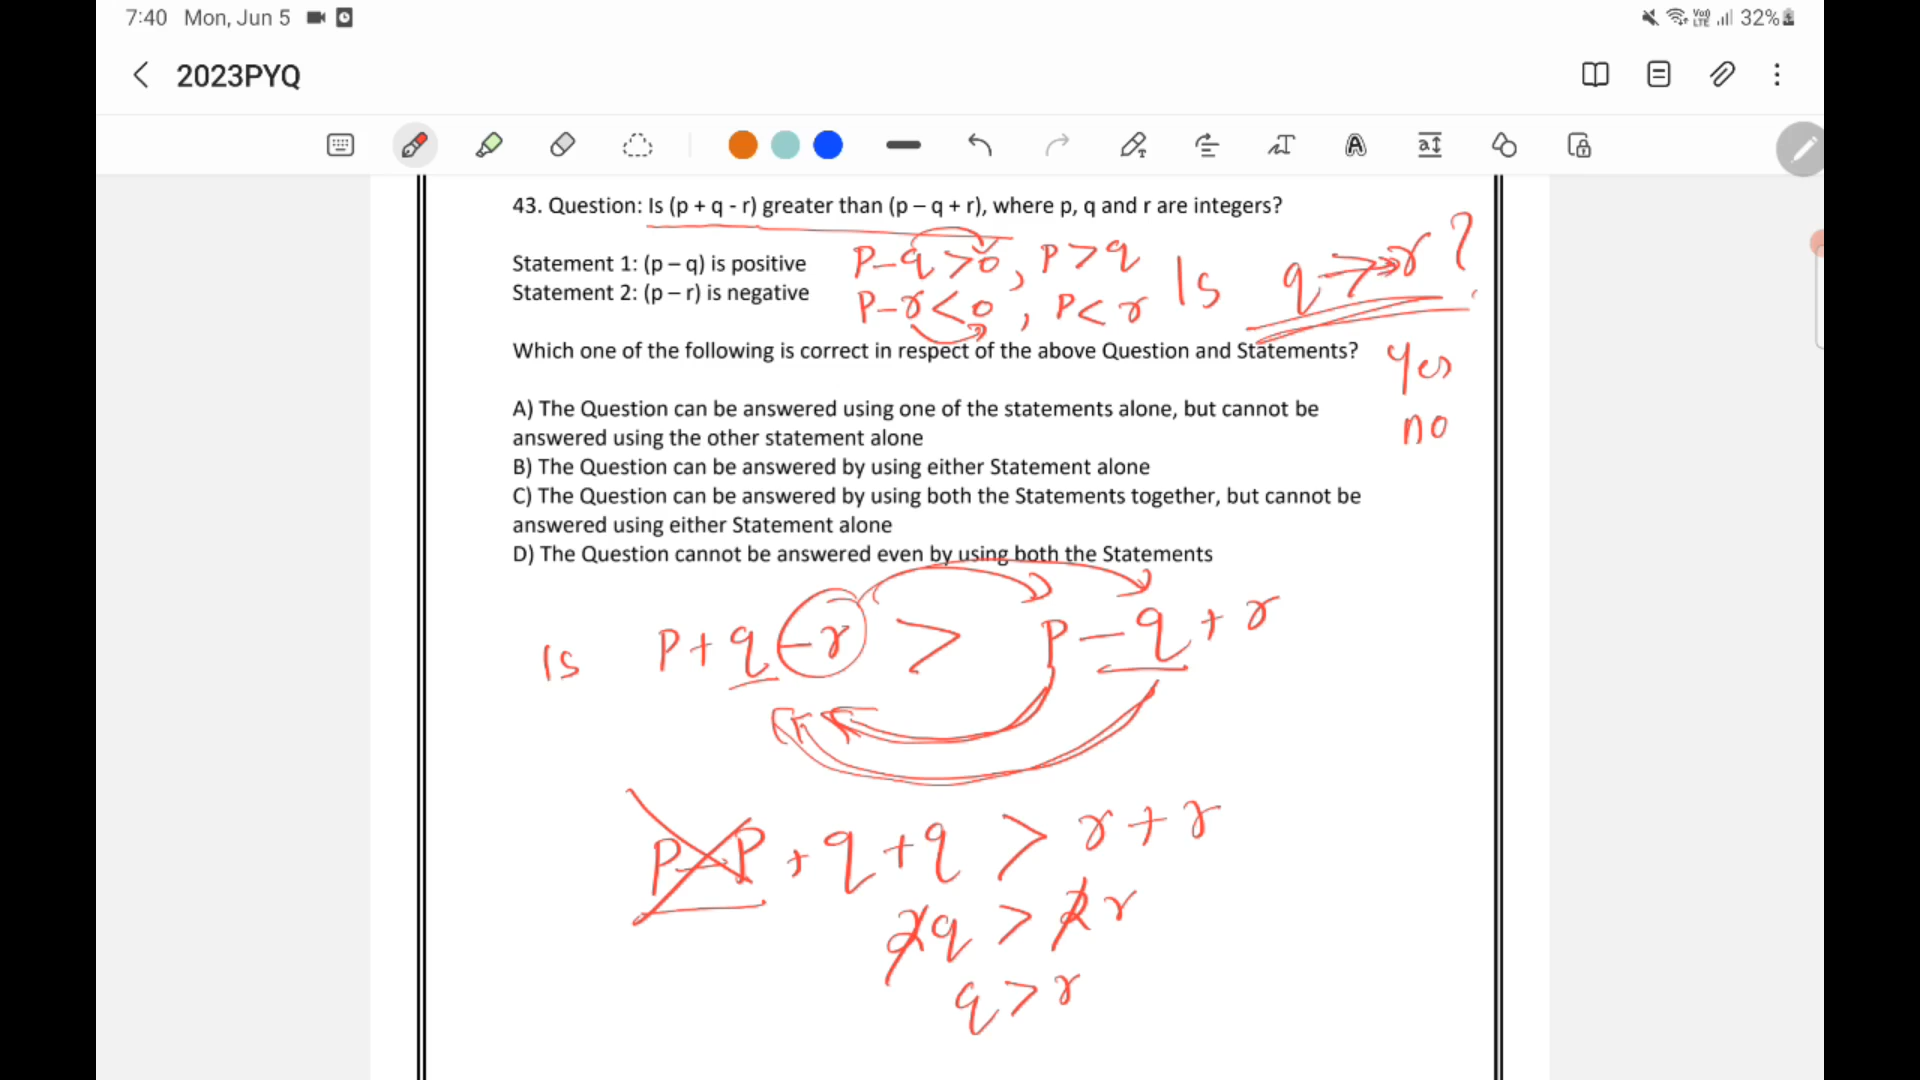 7:40 Mon, Jun 5 32%
2023PYQ
43. Question: Is (p + q - r) greater than (p – q + r), where p, q and r are integers?
Statement 1: (p – q) is positive P-q>0, P>q Is q>r?
Statement 2: (p – r) is negative P-r<0, P<r
Which one of the following is correct in respect of the above Question and Statements? Yes
A) The Question can be answered using one of the statements alone, but cannot be no
answered using the other statement alone
B) The Question can be answered by using either Statement alone
C) The Question can be answered by using both the Statements together, but cannot be
answered using either Statement alone
D) The Question cannot be answered even by using both the Statements
Is P+q-r > P-q+r
P-P+q+q > r+r
2q > 2r
q>r